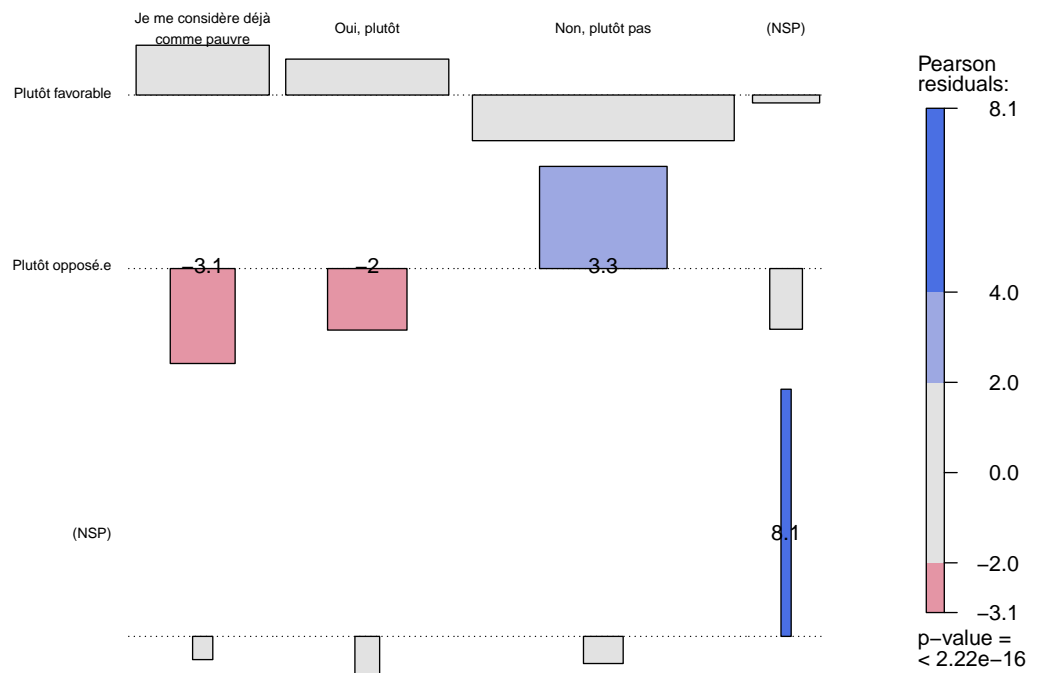 Je me considère déjà
comme pauvre
Oui, plutôt
Non, plutôt pas
(NSP)
Plutôt favorable
Plutôt opposé.e
−3.1
−2
3.3
(NSP)
8.1
Pearson
residuals:
8.1
4.0
2.0
0.0
−2.0
−3.1
p−value =
< 2.22e−16